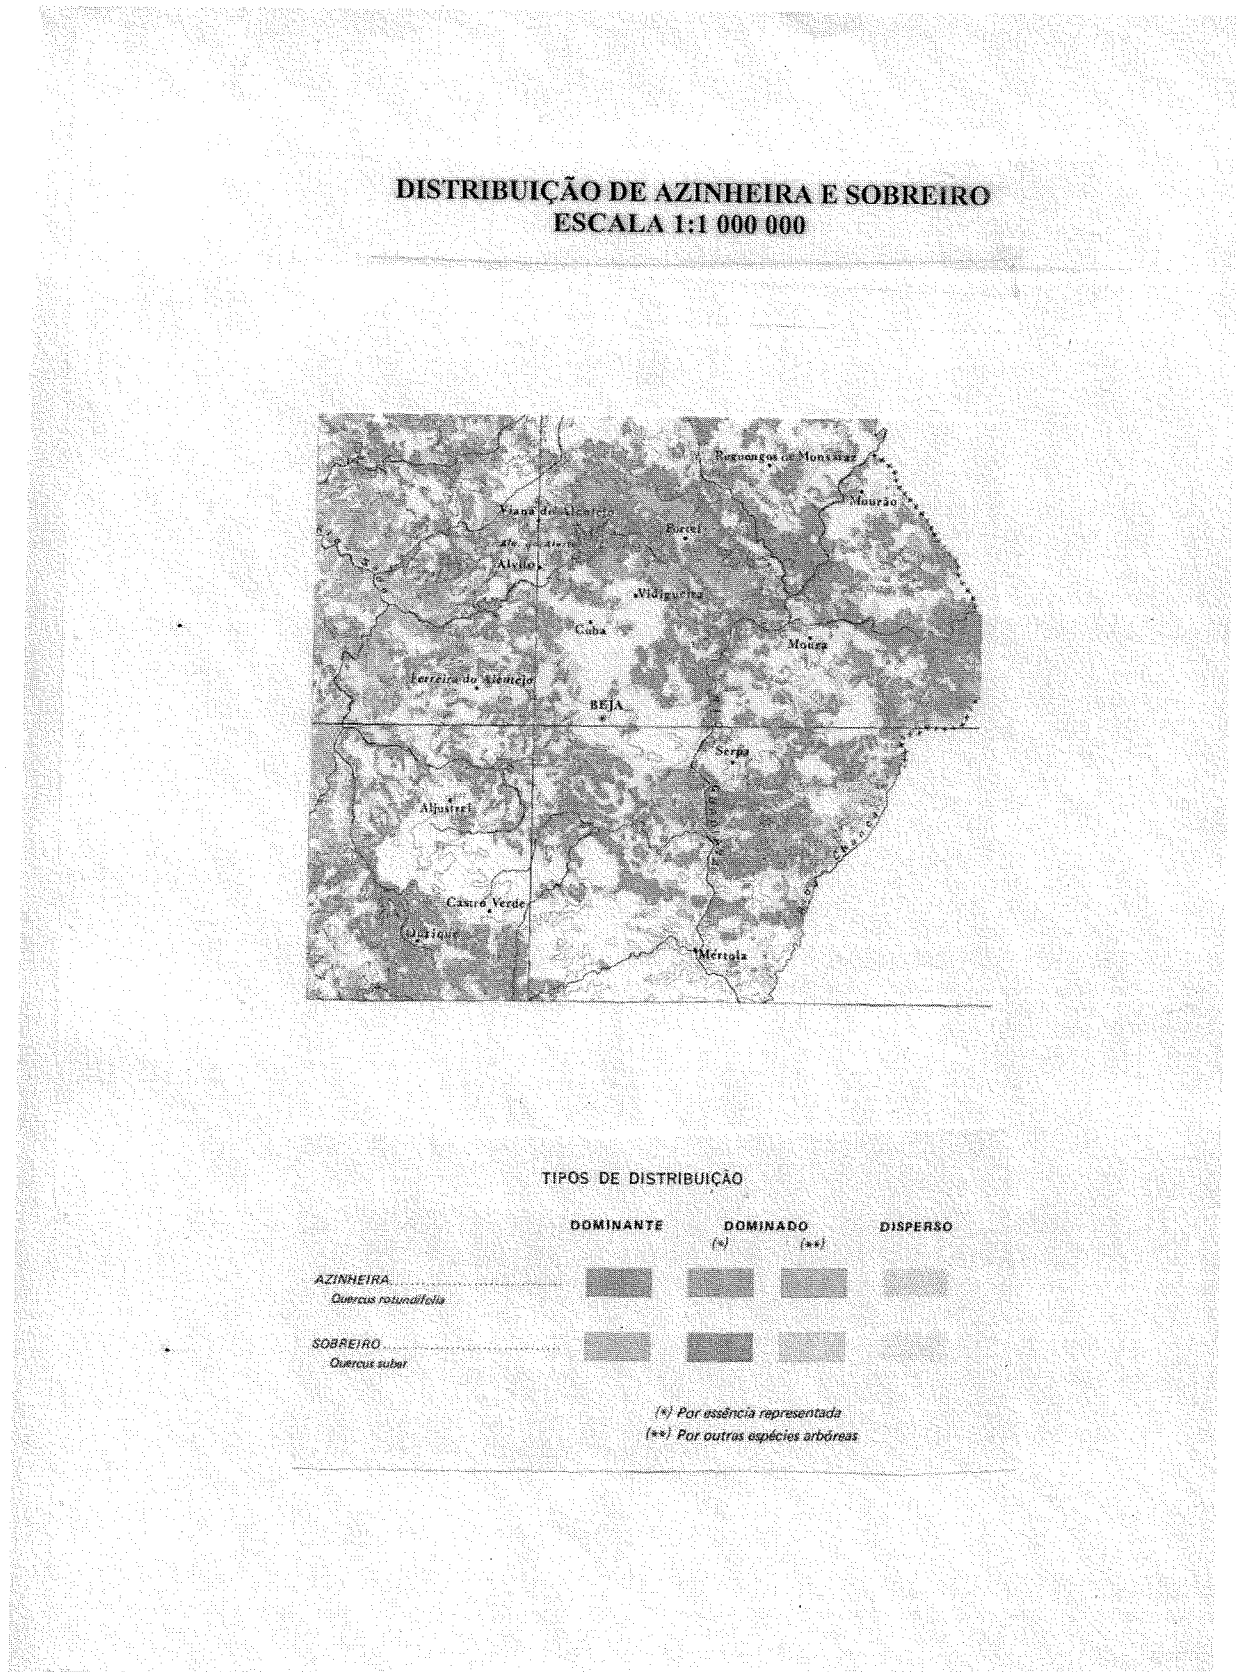 DISTRIBUIÇÃO DE AZINHEIRA E SOBREIRO
ESCALA 1:1 000 000
Reguengos de Monsaraz
Mourão
Viana do Alentejo
Portel
Alvito
Vidigueira
Cuba
Moura
Ferreira do Alentejo
BEJA
Serpa
Aljustrel
Chança
Castro Verde
Ourique
Mértola
TIPOS DE DISTRIBUIÇÃO
DOMINANTE DOMINADO DISPERSO
(*) (**)
AZINHEIRA
Quercus rotundifolia
SOBREIRO
Quercus suber
(*) Por essência representada
(**) Por outras espécies arbóreas